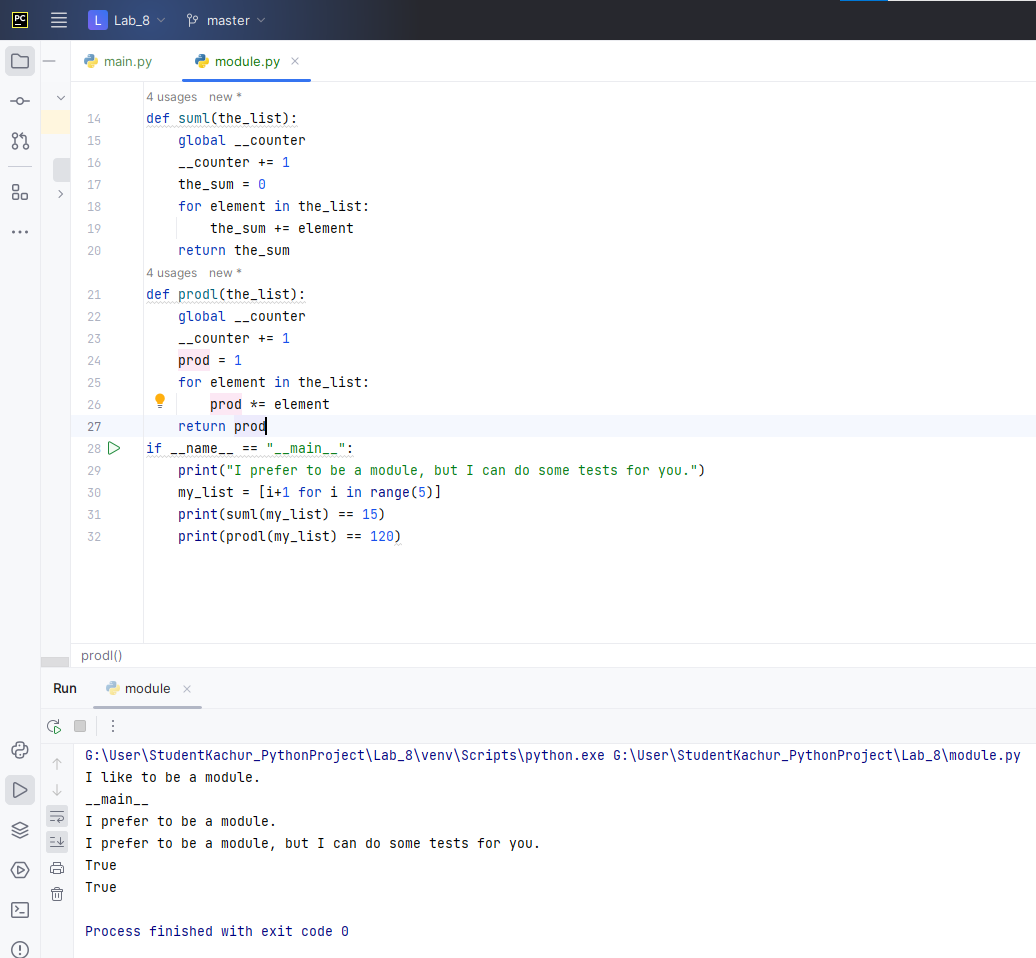 PC L Lab_8 master
main.py module.py
4 usages new *
14 def suml(the_list):
15 global __counter
16 __counter += 1
17 the_sum = 0
18 for element in the_list:
19 the_sum += element
20 return the_sum
4 usages new *
21 def prodl(the_list):
22 global __counter
23 __counter += 1
24 prod = 1
25 for element in the_list:
26 prod *= element
27 return prod
28 if __name__ == "__main__":
29 print("I prefer to be a module, but I can do some tests for you.")
30 my_list = [i+1 for i in range(5)]
31 print(suml(my_list) == 15)
32 print(prodl(my_list) == 120)
prodl()
Run module
G:\User\StudentKachur_PythonProject\Lab_8\venv\Scripts\python.exe G:\User\StudentKachur_PythonProject\Lab_8\module.py
I like to be a module.
__main__
I prefer to be a module.
I prefer to be a module, but I can do some tests for you.
True
True
Process finished with exit code 0